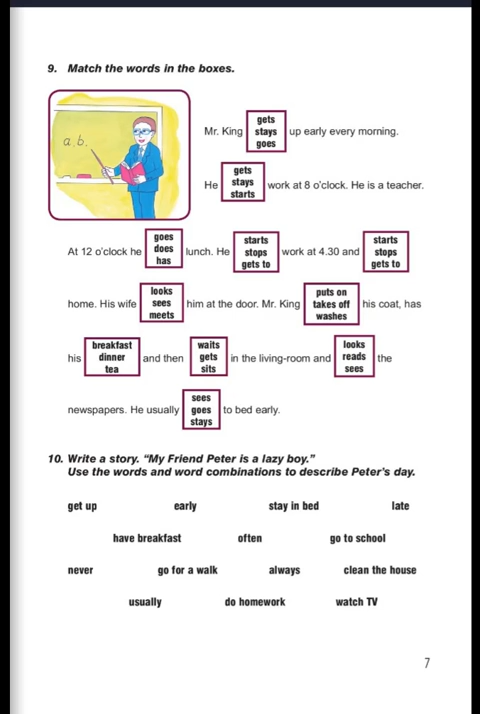 9. Match the words in the boxes.
a b.
Mr. King gets stays goes up early every morning.
He gets stays starts work at 8 o'clock. He is a teacher.
At 12 o'clock he goes does has lunch. He starts stops gets to work at 4.30 and starts stops gets to
home. His wife looks sees meets him at the door. Mr. King puts on takes off washes his coat, has
his breakfast dinner tea and then waits gets sits in the living-room and looks reads sees the
newspapers. He usually sees goes stays to bed early.
10. Write a story. “My Friend Peter is a lazy boy.”
Use the words and word combinations to describe Peter's day.
get up early stay in bed late
have breakfast often go to school
never go for a walk always clean the house
usually do homework watch TV
7